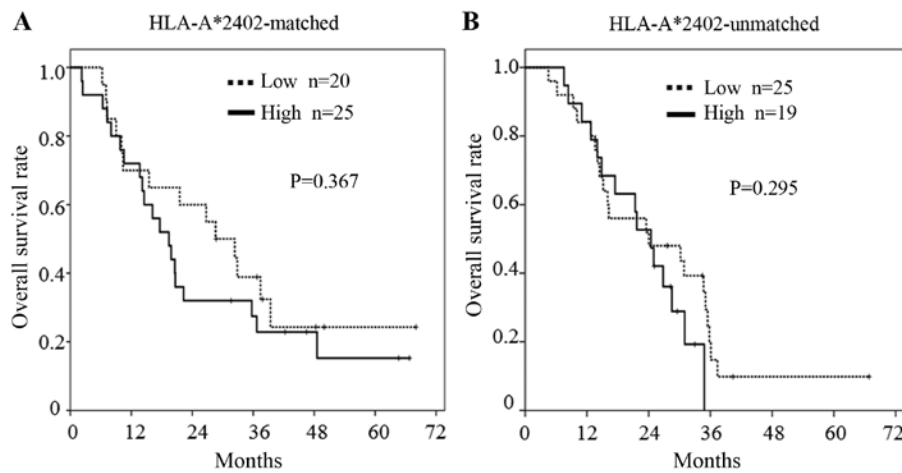 A HLA-A*2402-matched
Low n=20
High n=25
P=0.367
Overall survival rate
1.0
0.8
0.6
0.4
0.2
0
0 12 24 36 48 60 72
Months
B HLA-A*2402-unmatched
Low n=25
High n=19
P=0.295
Overall survival rate
1.0
0.8
0.6
0.4
0.2
0
0 12 24 36 48 60 72
Months